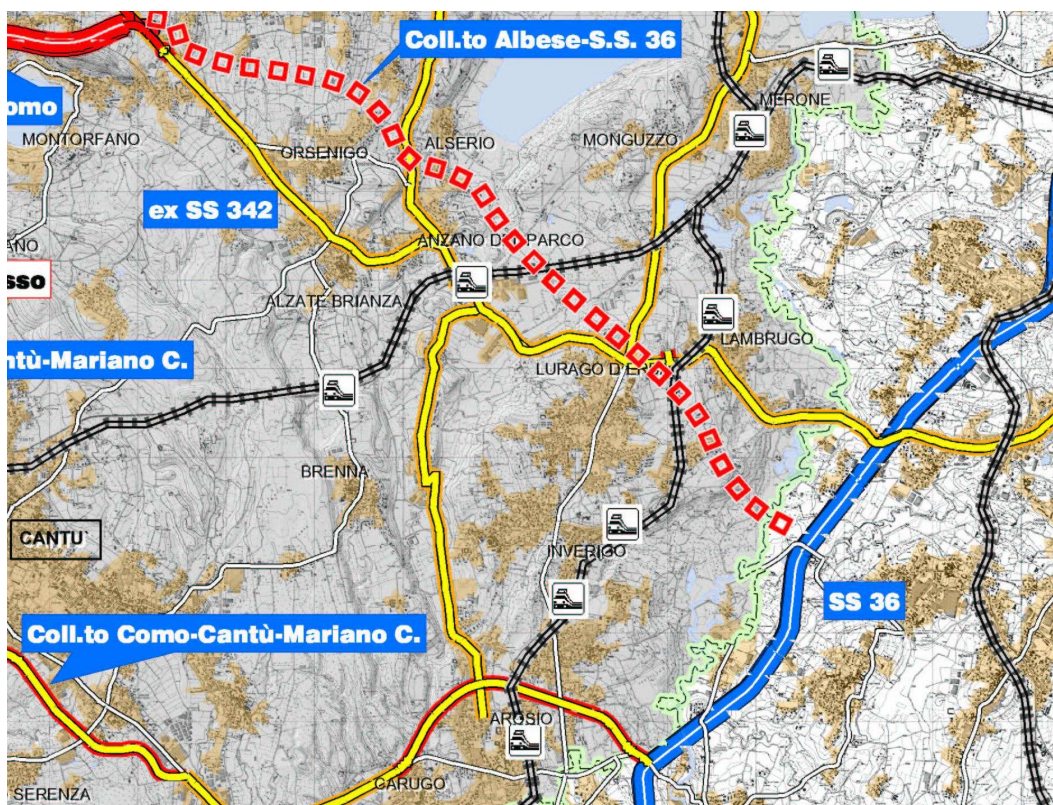 Coll.to Albese-S.S. 36
omo
MERONE
MONTORFANO
ORSENIGO
ALSERIO
MONGUZZO
ex SS 342
ANO
ANZANO DEL PARCO
sso
ALZATE BRIANZA
LAMBRUGO
ntù-Mariano C.
LURAGO D'ERBA
BRENNA
CANTU`
INVERIGO
SS 36
Coll.to Como-Cantù-Mariano C.
AROSIO
CARUGO
SERENZA